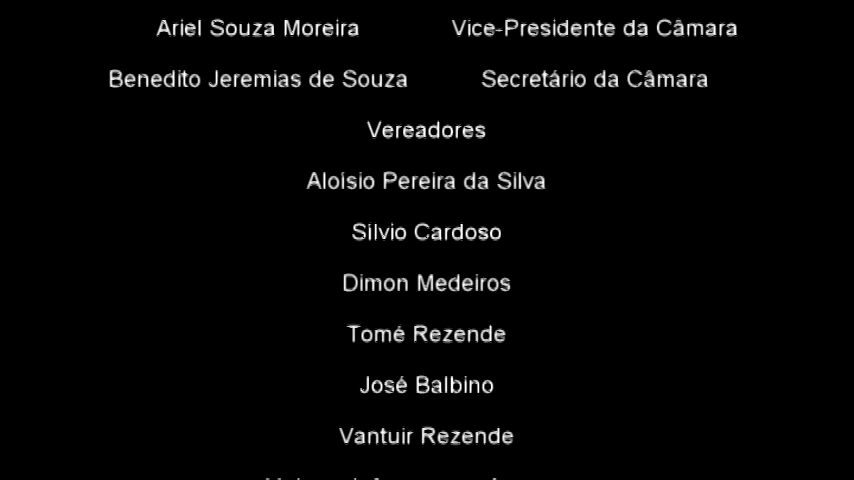 Ariel Souza Moreira Vice-Presidente da Câmara
Benedito Jeremias de Souza Secretário da Câmara
Vereadores
Aloísio Pereira da Silva
Sílvio Cardoso
Dimon Medeiros
Tomé Rezende
José Balbino
Vantuir Rezende